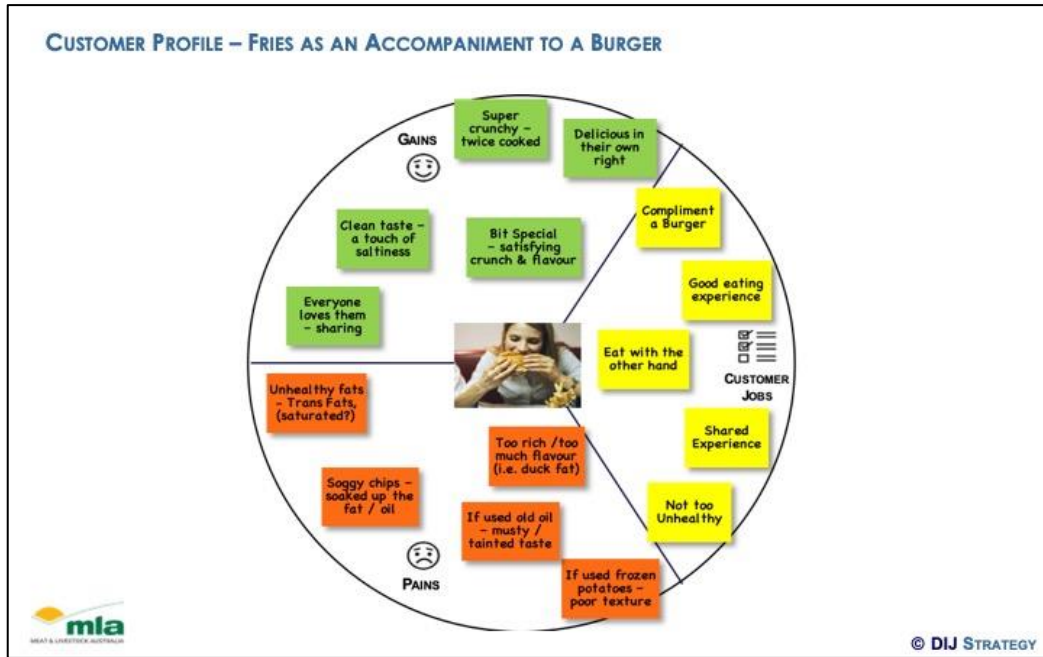 CUSTOMER PROFILE – FRIES AS AN ACCOMPANIMENT TO A BURGER
GAINS
Super
crunchy –
twice cooked
Delicious in
their own
right
Clean taste –
a touch of
saltiness
Bit Special
– satisfying
crunch & flavour
Everyone
loves them
– sharing
Compliment
a Burger
Good eating
experience
Eat with the
other hand
CUSTOMER
JOBS
Shared
Experience
Not too
Unhealthy
Unhealthy fats
– Trans Fats,
(saturated?)
Too rich /too
much flavour
(i.e. duck fat)
Soggy chips –
soaked up the
fat / oil
If used old oil
– musty /
tainted taste
If used frozen
potatoes –
poor texture
PAINS
mla
MEAT & LIVESTOCK AUSTRALIA
© DIJ STRATEGY